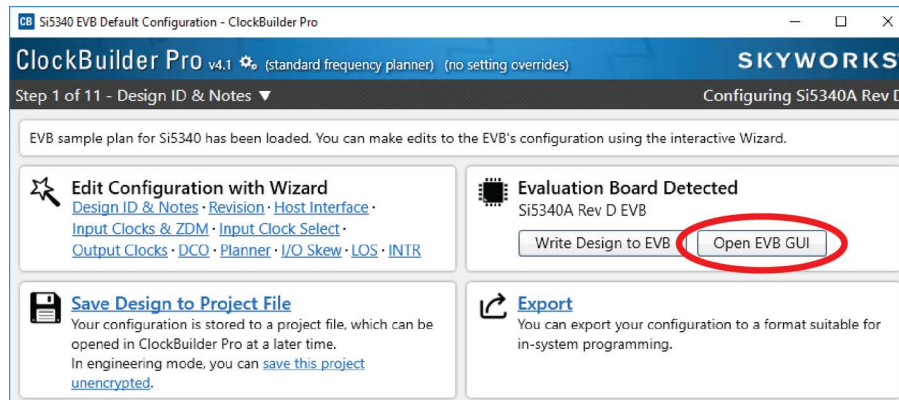 CB Si5340 EVB Default Configuration - ClockBuilder Pro
ClockBuilder Pro v4.1 (standard frequency planner) (no setting overrides) SKYWORKS
Step 1 of 11 - Design ID & Notes ▼ Configuring Si5340A Rev D
EVB sample plan for Si5340 has been loaded. You can make edits to the EVB's configuration using the interactive Wizard.
Edit Configuration with Wizard
Design ID & Notes · Revision · Host Interface ·
Input Clocks & ZDM · Input Clock Select ·
Output Clocks · DCO · Planner · I/O Skew · LOS · INTR
Evaluation Board Detected
Si5340A Rev D EVB
Write Design to EVB Open EVB GUI
Save Design to Project File
Your configuration is stored to a project file, which can be
opened in ClockBuilder Pro at a later time.
In engineering mode, you can save this project
unencrypted.
Export
You can export your configuration to a format suitable for
in-system programming.